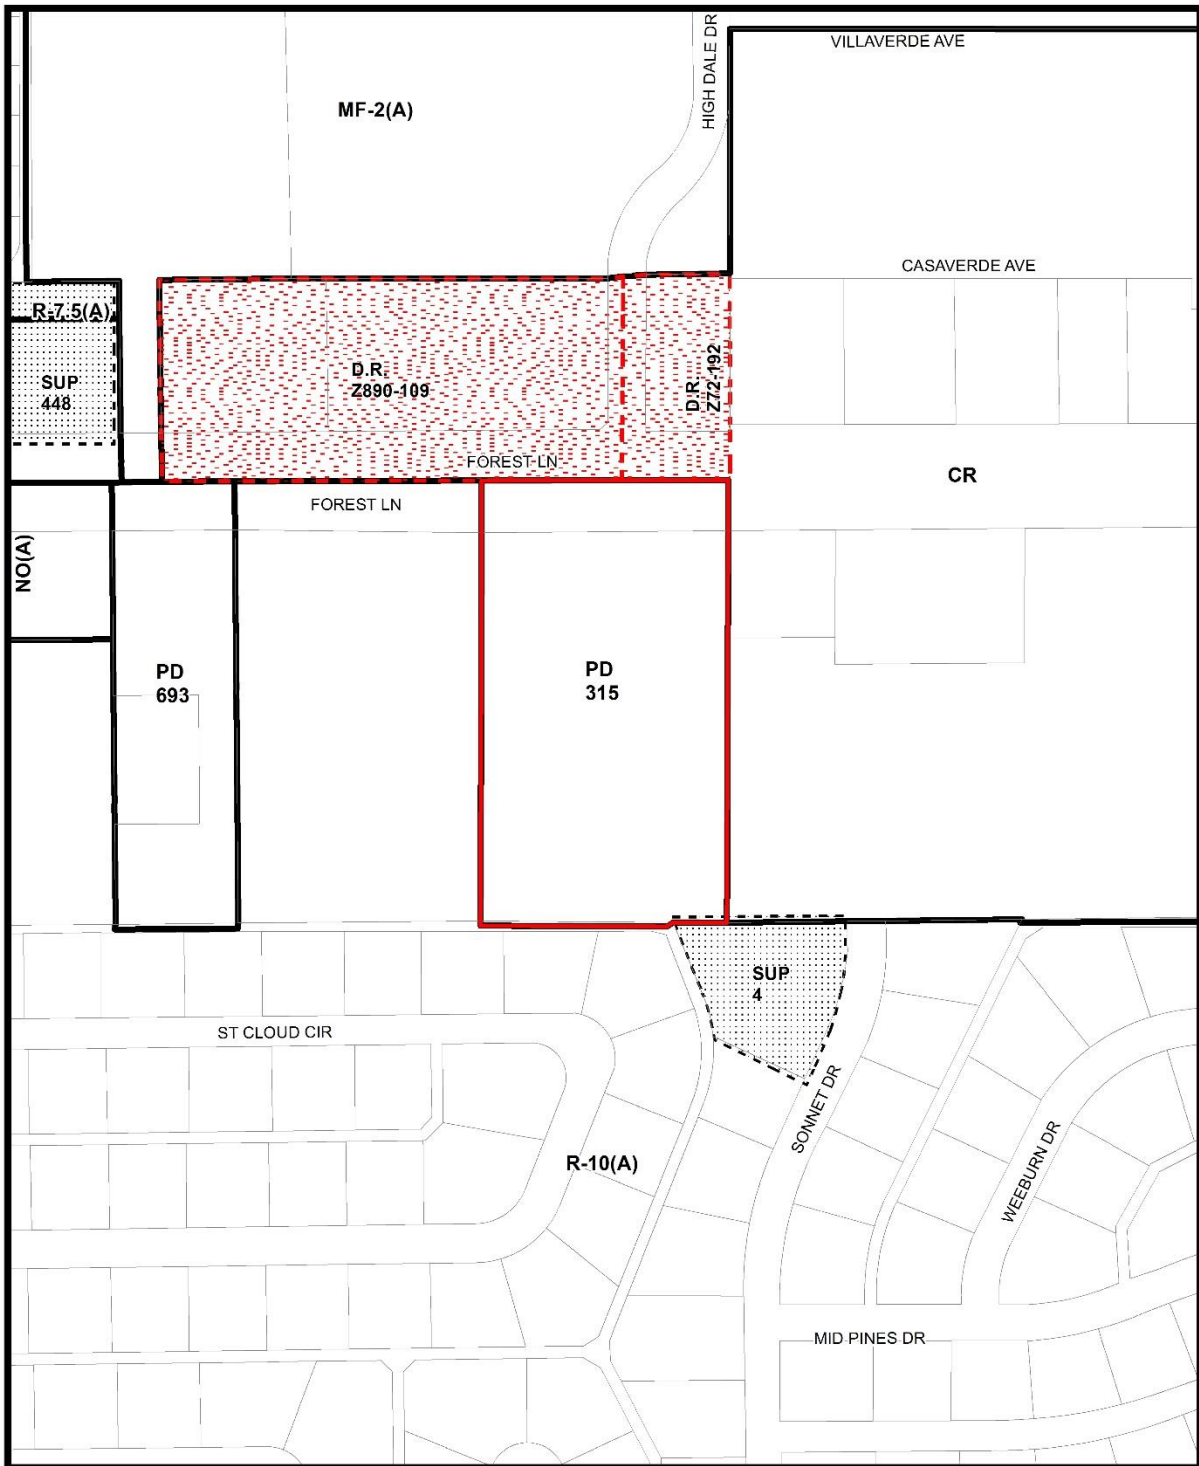 VILLAVERDE AVE
HIGH DALE DR
MF-2(A)
CASAVERDE AVE
R-7.5(A)
SUP
448
D.R.
Z890-109
D.R.
Z72-192
FOREST LN
CR
FOREST LN
NO(A)
PD
693
PD
315
SUP
4
ST CLOUD CIR
SONNET DR
WEEBURN DR
R-10(A)
MID PINES DR